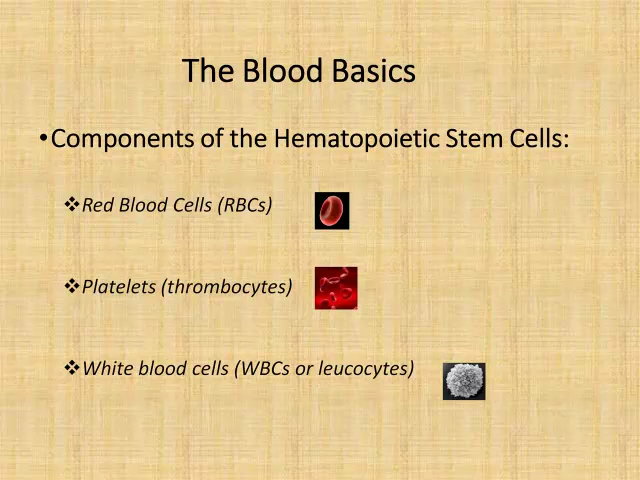 The Blood Basics
•Components of the Hematopoietic Stem Cells:
❖Red Blood Cells (RBCs)
❖Platelets (thrombocytes)
❖White blood cells (WBCs or leucocytes)